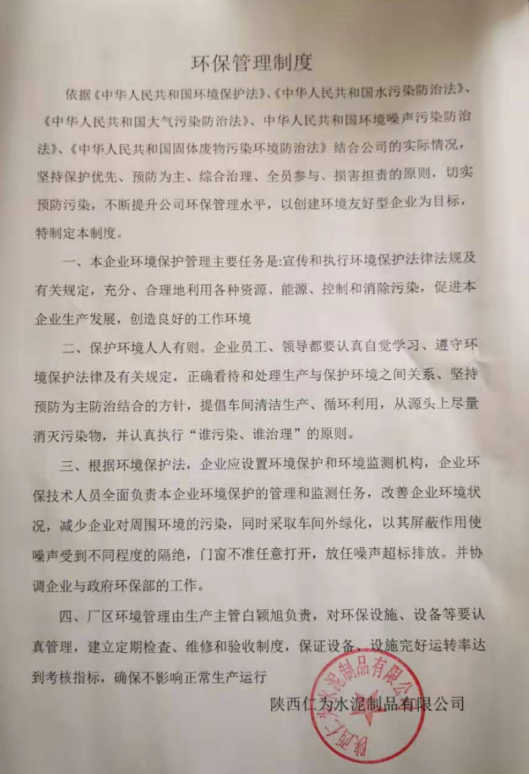 环保管理制度
依据《中华人民共和国环境保护法》、《中华人民共和国水污染防治法》、
《中华人民共和国大气污染防治法》、中华人民共和国环境噪声污染防治
法》、《中华人民共和国固体废物污染环境防治法》结合公司的实际情况，
坚持保护优先、预防为主、综合治理、全员参与、损害担责的原则，切实
预防污染，不断提升公司环保管理水平，以创建环境友好型企业为目标，
特制定本制度。
一、本企业环境保护管理主要任务是:宣传和执行环境保护法律法规及
有关规定，充分、合理地利用各种资源、能源、控制和消除污染，促进本
企业生产发展，创造良好的工作环境
二、保护环境人人有则。企业员工、领导都要认真自觉学习、遵守环
境保护法律及有关规定，正确看待和处理生产与保护环境之间关系、坚持
预防为主防治结合的方针，提倡车间清洁生产、循环利用，从源头上尽量
消灭污染物，并认真执行“谁污染、谁治理”的原则。
三、根据环境保护法，企业应设置环境保护和环境监测机构，企业环
保技术人员全面负责本企业环境保护的管理和监测任务，改善企业环境状
况，减少企业对周围环境的污染，同时采取车间外绿化，以其屏蔽作用使
噪声受到不同程度的隔绝，门窗不准任意打开，放任噪声超标排放。并协
调企业与政府环保部的工作。
四、厂区环境管理由生产主管白颖旭负责，对环保设施、设备等要认
真管理，建立定期检查、维修和验收制度，保证设备、设施完好运转率达
到考核指标，确保不影响正常生产运行
陕西仁为水泥制品有限公司
陕西仁为水泥制品有限公司